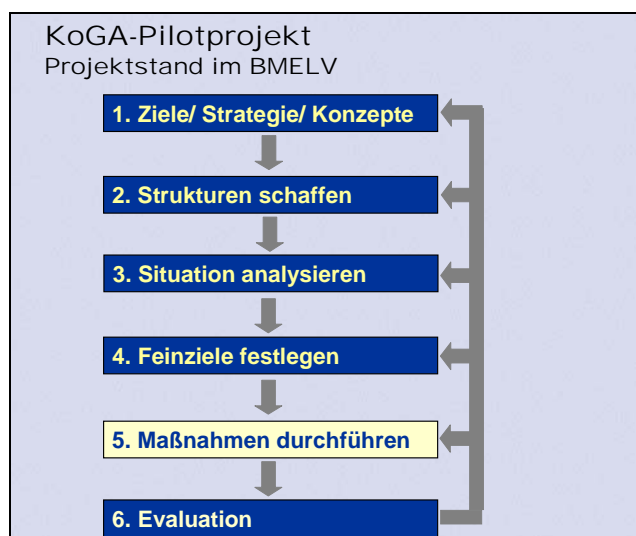 KoGA-Pilotprojekt
Projektstand im BMELV
1. Ziele/ Strategie/ Konzepte
2. Strukturen schaffen
3. Situation analysieren
4. Feinziele festlegen
5. Maßnahmen durchführen
6. Evaluation